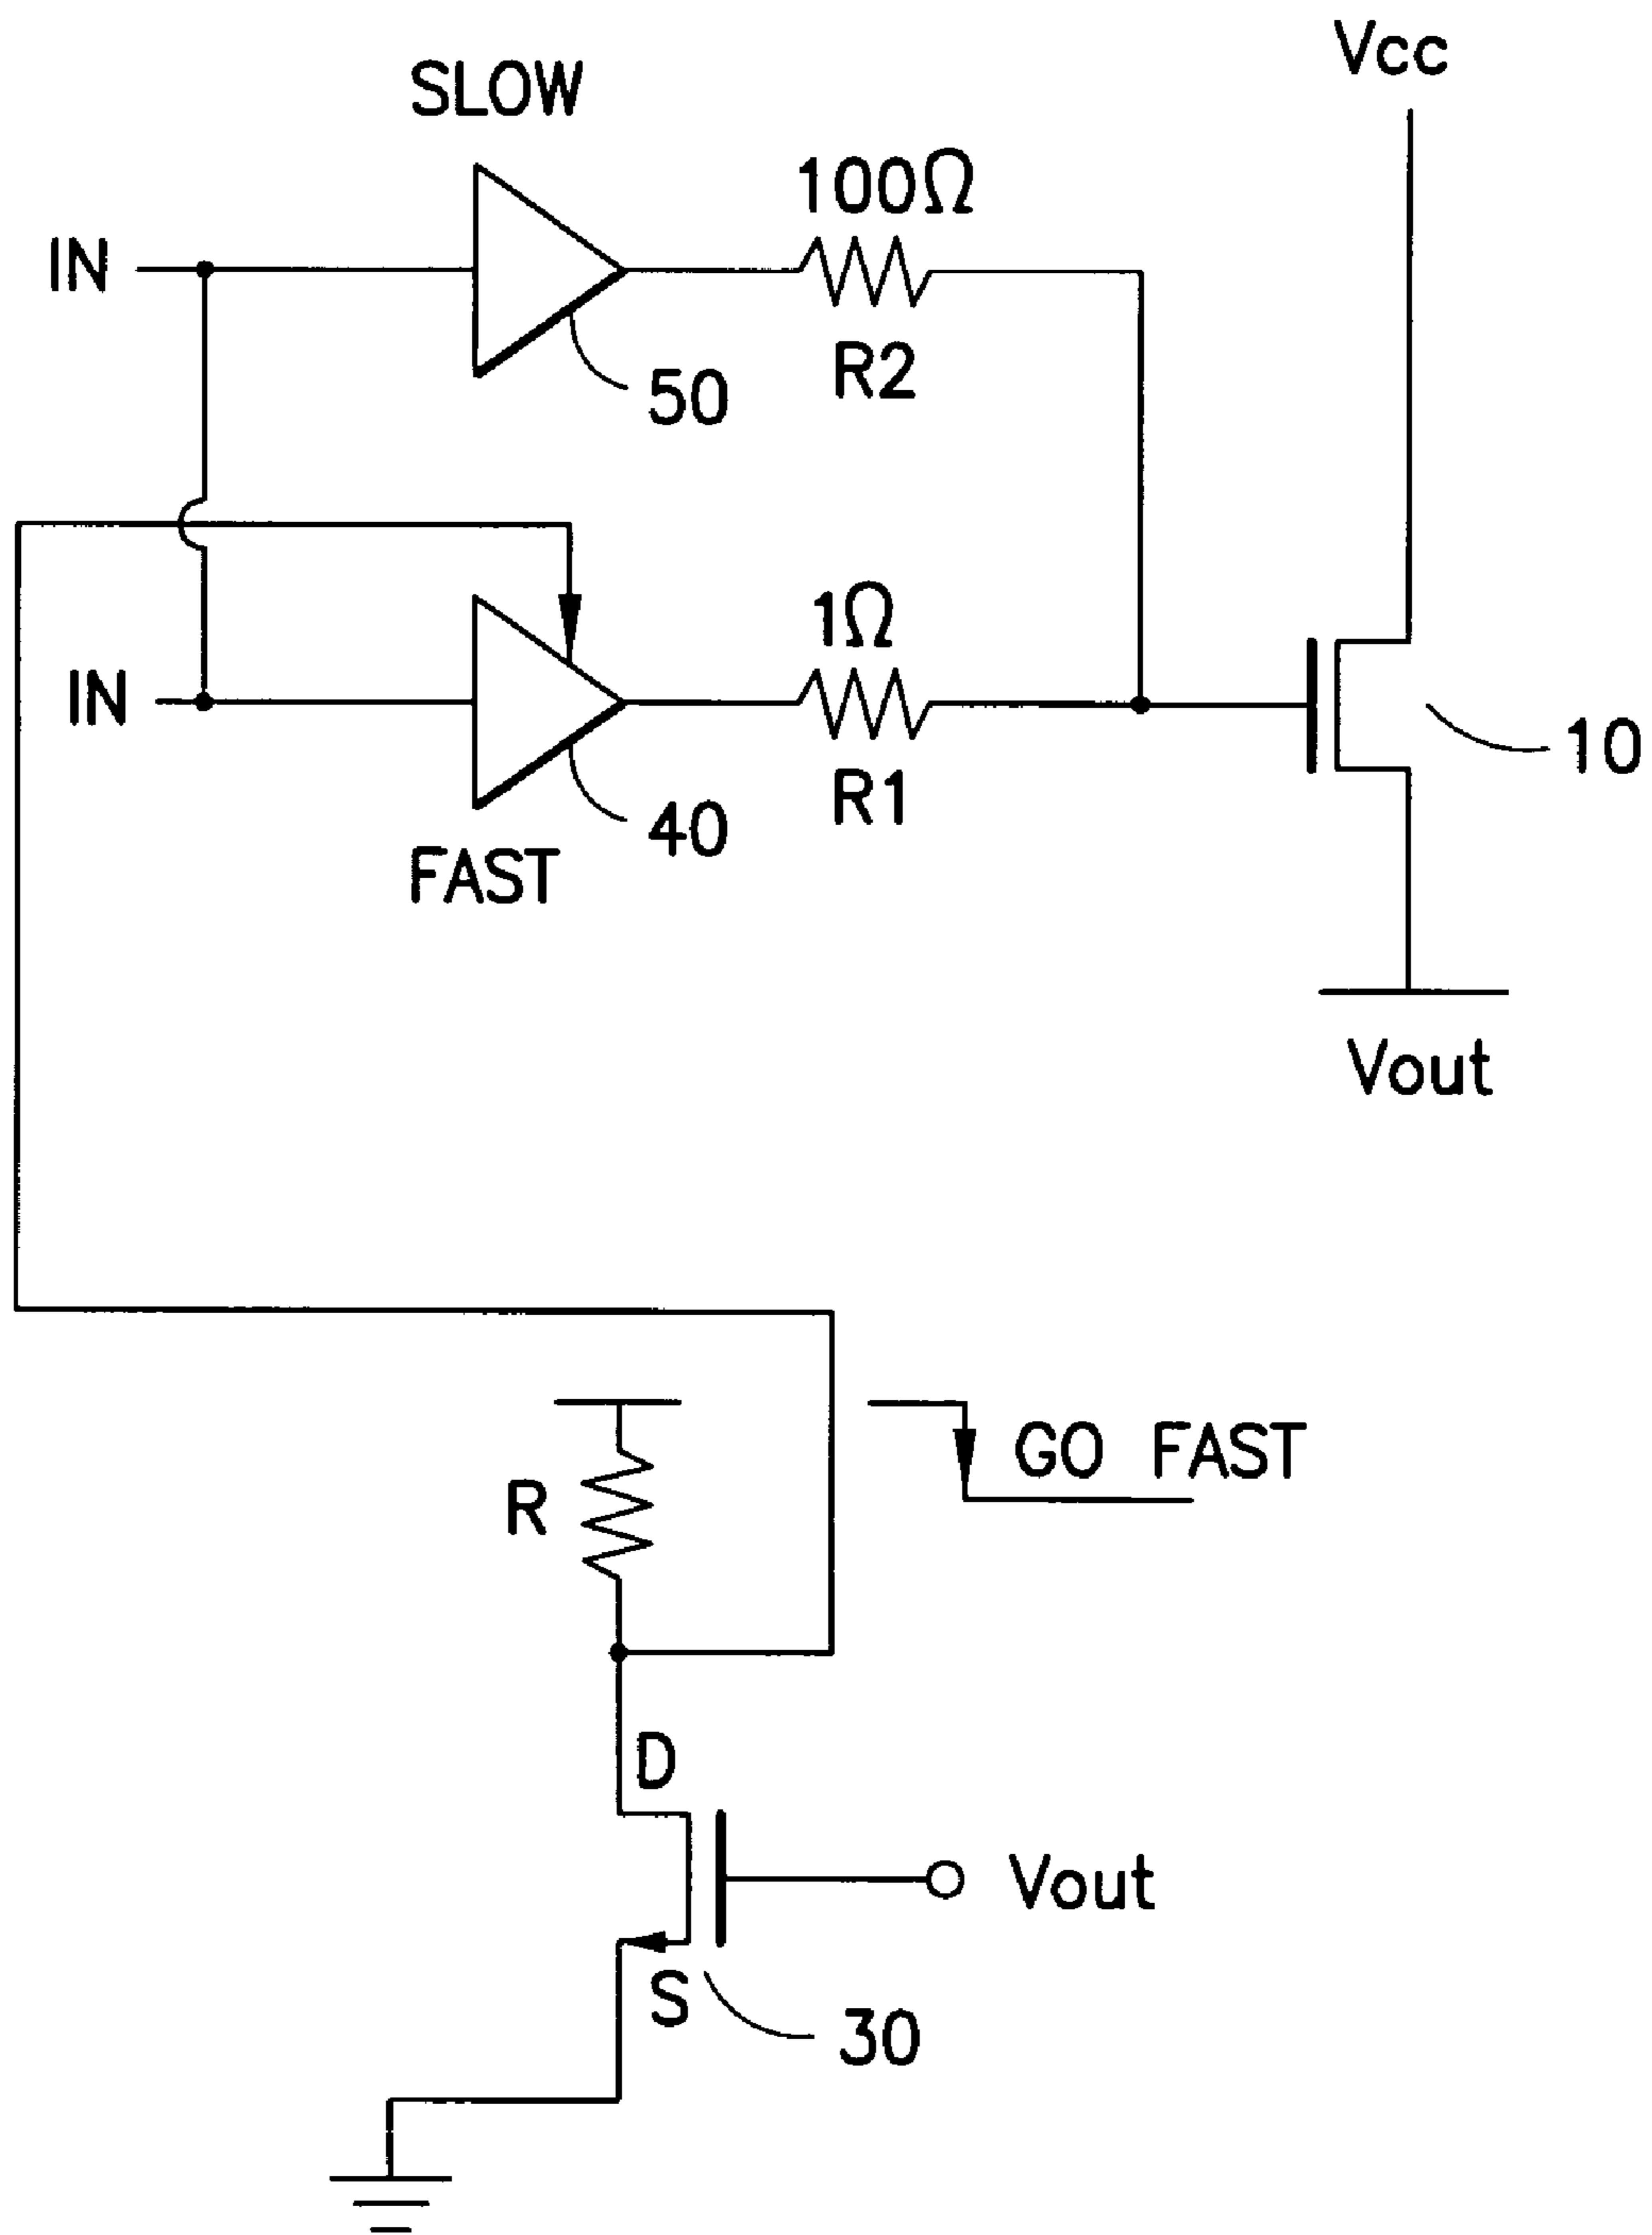 Vcc
SLOW
100Ω
IN
R2
50
1Ω
IN
10
R1
40
FAST
Vout
GO FAST
R
D
Vout
S
30